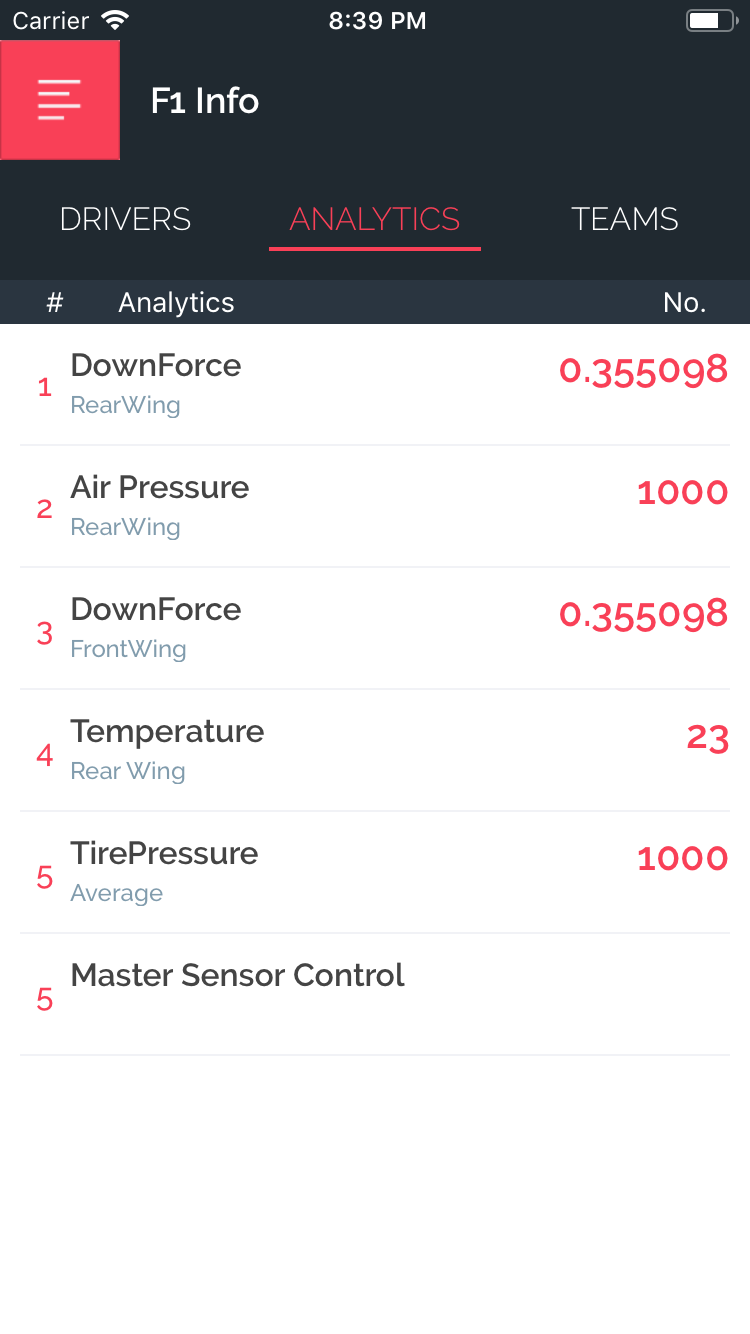 Carrier 8:39 PM
F1 Info
DRIVERS ANALYTICS TEAMS
# Analytics No.
1 DownForce 0.355098
RearWing
2 Air Pressure 1000
RearWing
3 DownForce 0.355098
FrontWing
4 Temperature 23
Rear Wing
5 TirePressure 1000
Average
5 Master Sensor Control